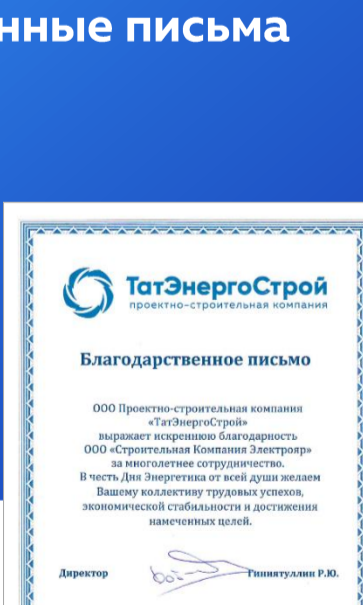 нные письма
ТатЭнергоСтрой
проектно-строительная компания
Благодарственное письмо
ООО Проектно-строительная компания
«ТатЭнергоСтрой»
выражает искреннюю благодарность
ООО «Строительная Компания Электрояр»
за многолетнее сотрудничество.
В честь Дня Энергетика от всей души желаем
Вашему коллективу трудовых успехов,
экономической стабильности и достижения
намеченных целей.
Директор Гиниятуллин Р.Ю.